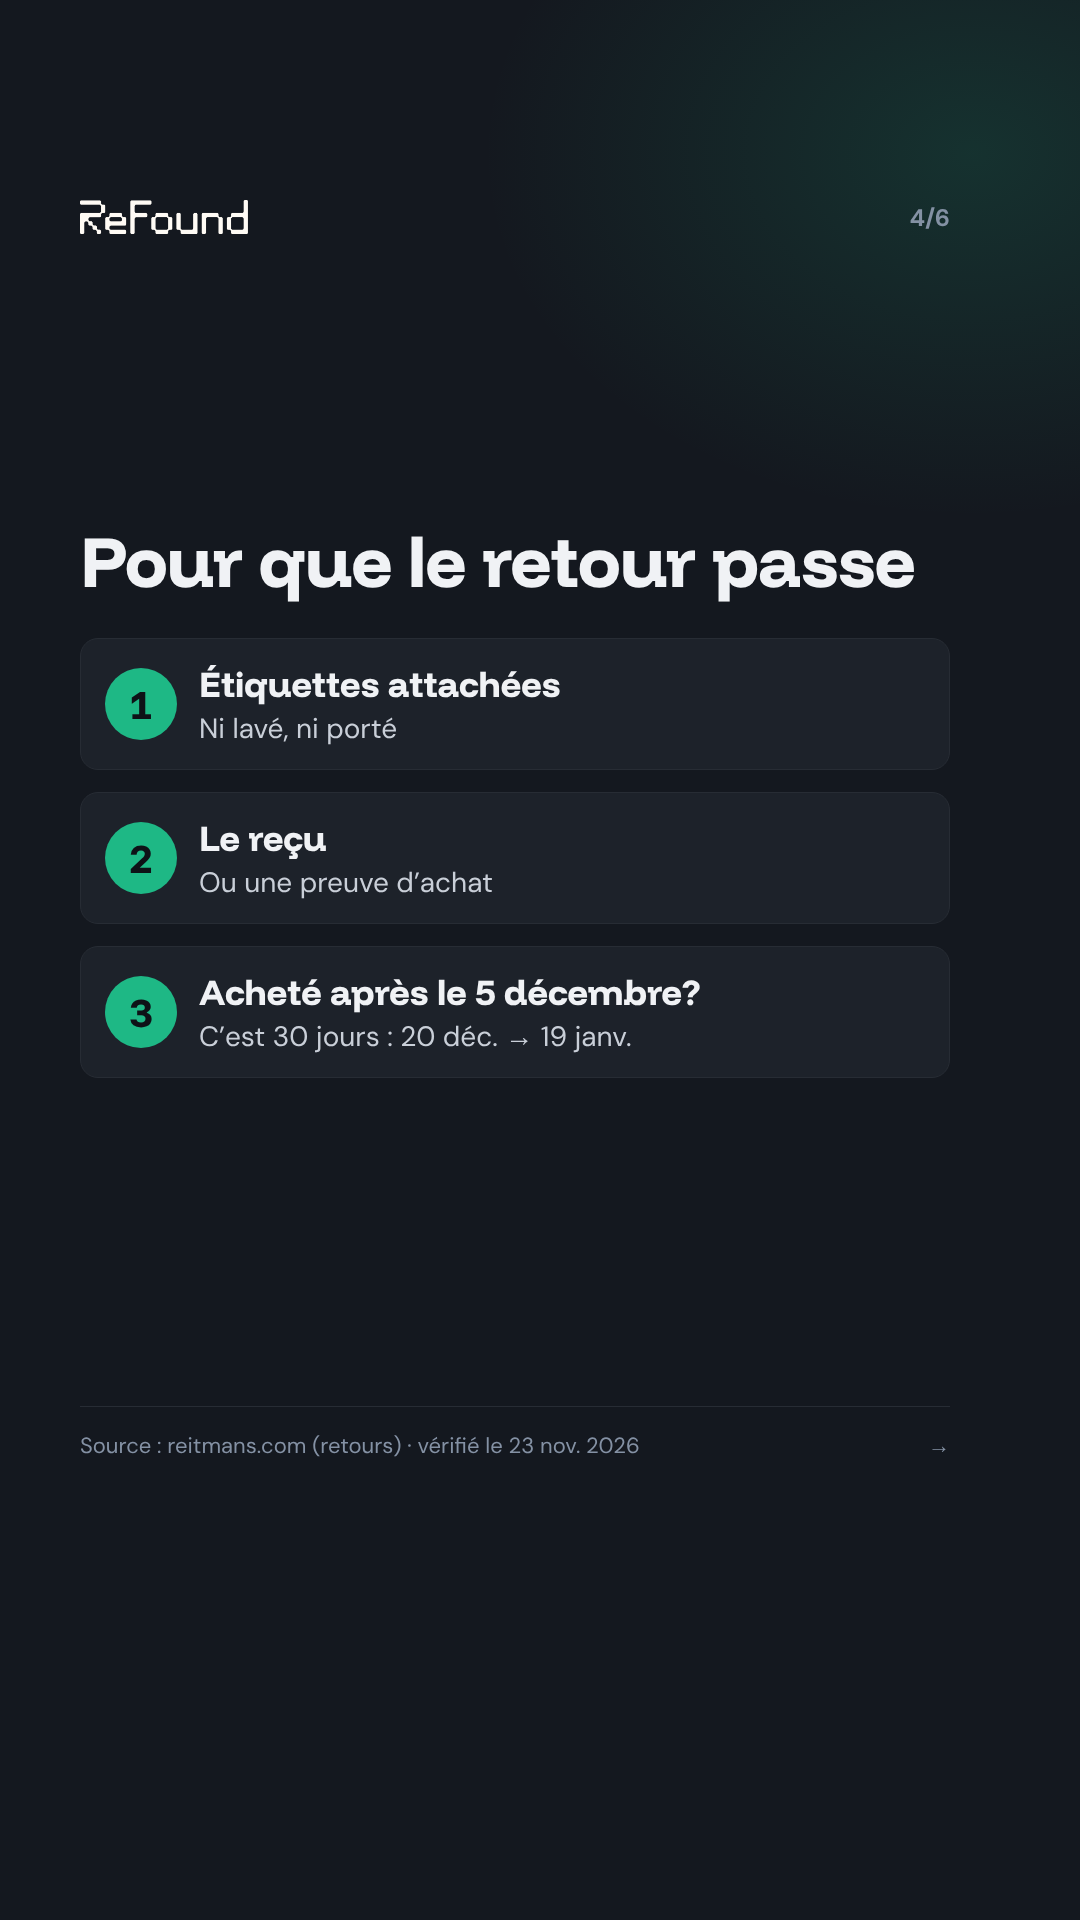 ReFound
4/6
Pour que le retour passe
1
Étiquettes attachées
Ni lavé, ni porté
2
Le reçu
Ou une preuve d’achat
3
Acheté après le 5 décembre?
C’est 30 jours : 20 déc. → 19 janv.
Source : reitmans.com (retours) · vérifié le 23 nov. 2026 →